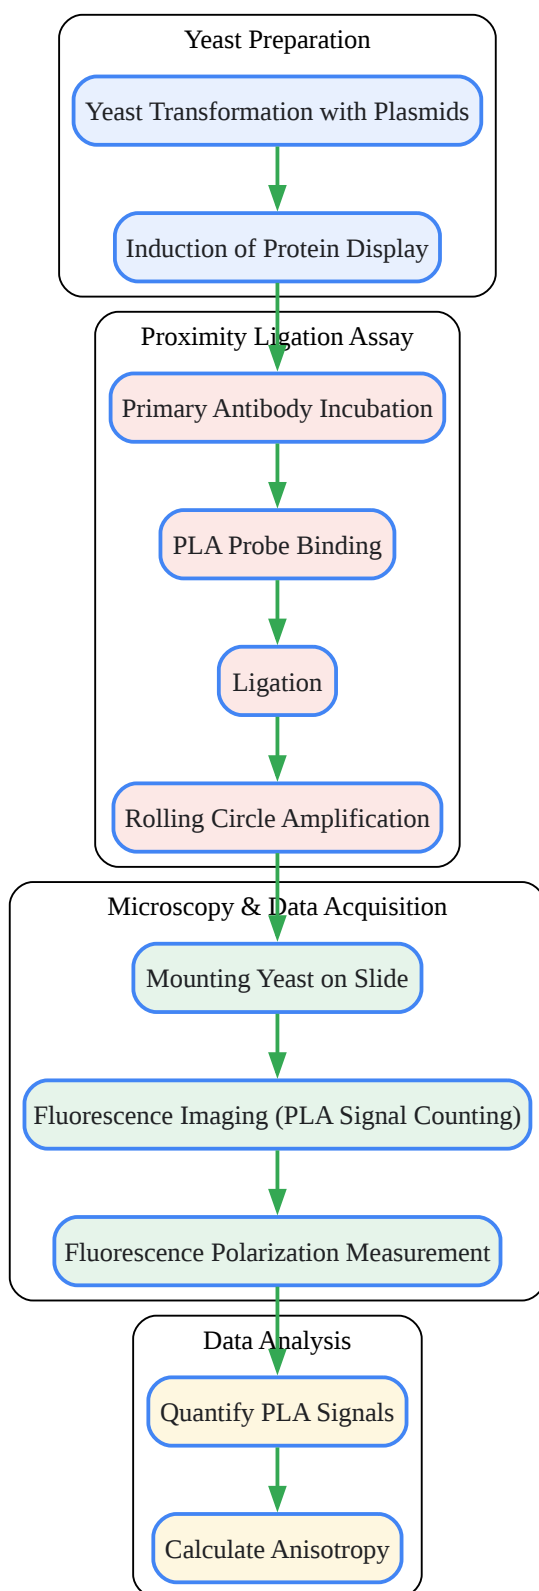 Yeast Preparation
Yeast Transformation with Plasmids
Induction of Protein Display
Proximity Ligation Assay
Primary Antibody Incubation
PLA Probe Binding
Ligation
Rolling Circle Amplification
Microscopy & Data Acquisition
Mounting Yeast on Slide
Fluorescence Imaging (PLA Signal Counting)
Fluorescence Polarization Measurement
Data Analysis
Quantify PLA Signals
Calculate Anisotropy